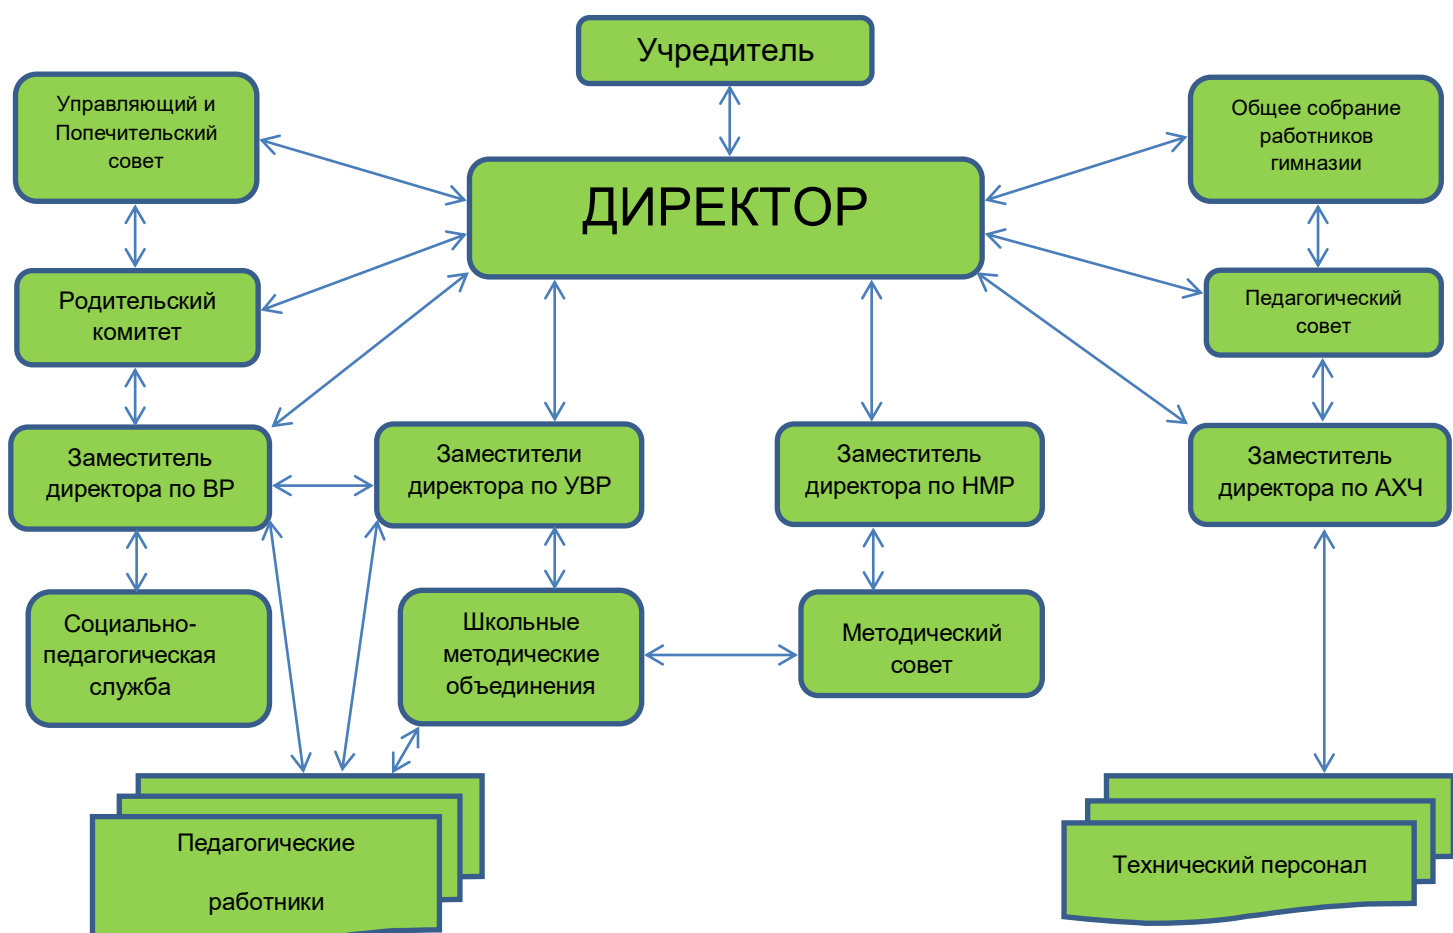 Учредитель
Управляющий и
Попечительский
совет
Общее собрание
работников
гимназии
ДИРЕКТОР
Родительский
комитет
Педагогический
совет
Заместитель
директора по ВР
Заместители
директора по УВР
Заместитель
директора по НМР
Заместитель
директора по АХЧ
Социально-
педагогическая
служба
Школьные
методические
объединения
Методический
совет
Педагогические
работники
Технический персонал